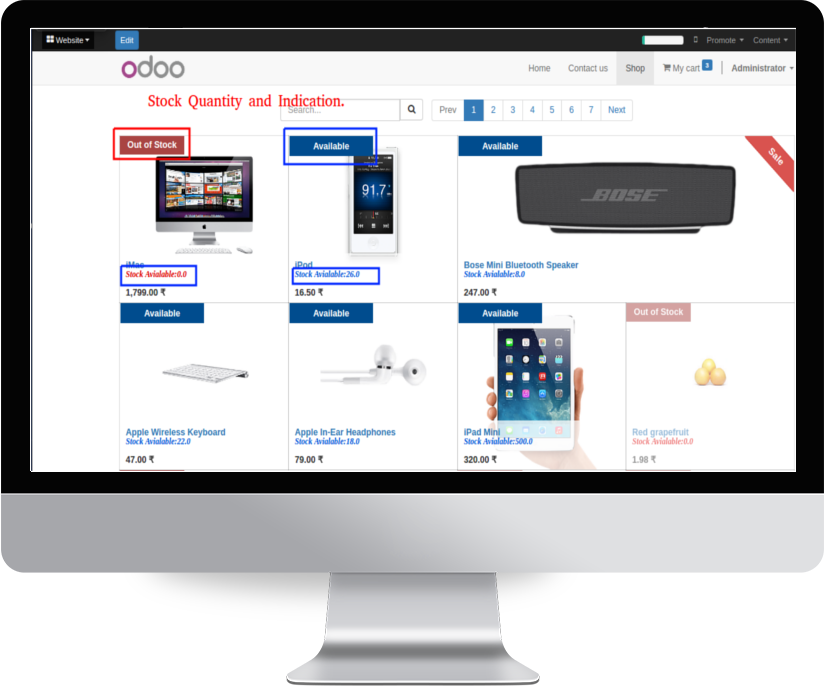 Website
Edit
Promote
Content
odoo
Home
Contact us
Shop
My cart 3
Administrator
Stock Quantity and Indication.
Search...
Prev 1 2 3 4 5 6 7 Next
Out of Stock
Available
Available
Sale
91.7
BOSE
iMac
Stock Avialable:0.0
1,799.00 ₹
iPod
Stock Avialable:26.0
16.50 ₹
Bose Mini Bluetooth Speaker
Stock Avialable:8.0
247.00 ₹
Available
Available
Available
Out of Stock
Apple Wireless Keyboard
Stock Avialable:22.0
47.00 ₹
Apple In-Ear Headphones
Stock Avialable:18.0
79.00 ₹
iPad Mini
Stock Avialable:500.0
320.00 ₹
Red grapefruit
Stock Avialable:0.0
1.98 ₹